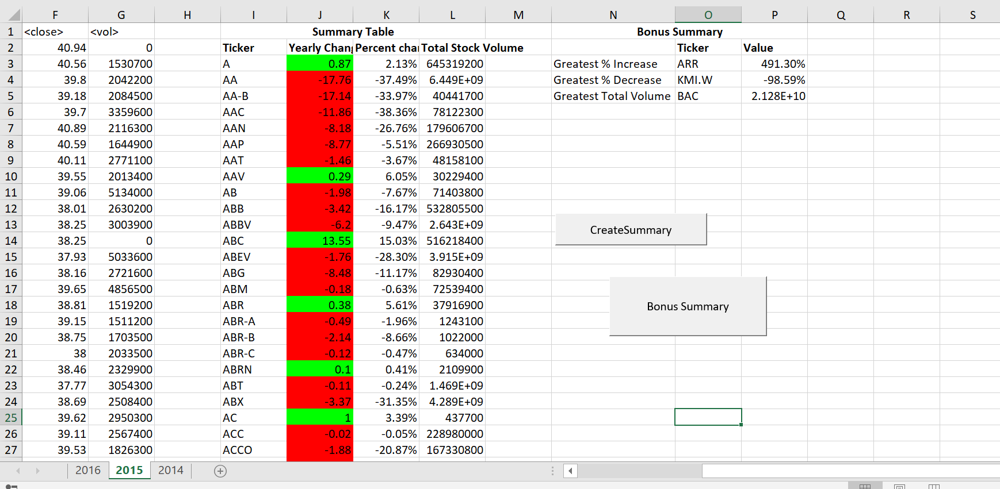 F G H I J K L M N O P Q R S
1 <close> <vol> Summary Table Bonus Summary
2 40.94 0 Ticker Yearly Chan Percent cha Total Stock Volume Ticker Value
3 40.56 1530700 A 0.87 2.13% 645319200 Greatest % Increase ARR 491.30%
4 39.8 2042200 AA -17.76 -37.49% 6.449E+09 Greatest % Decrease KMI.W -98.59%
5 39.18 2084500 AA-B -17.14 -33.97% 40441700 Greatest Total Volume BAC 2.128E+10
6 39.7 3359600 AAC -11.86 -38.36% 78122300
7 40.89 2116300 AAN -8.18 -26.76% 179606700
8 40.59 1644900 AAP -8.77 -5.51% 266930500
9 40.11 2771100 AAT -1.46 -3.67% 48158100
10 39.55 2013400 AAV 0.29 6.05% 30229400
11 39.06 5134000 AB -1.98 -7.67% 71403800
12 38.01 2630200 ABB -3.42 -16.17% 532805500
13 38.25 3003900 ABBV -6.2 -9.47% 2.643E+09
CreateSummary
14 38.25 0 ABC 13.55 15.03% 516218400
15 37.93 5033600 ABEV -1.76 -28.30% 3.915E+09
16 38.16 2721600 ABG -8.48 -11.17% 82930400
17 39.65 4856500 ABM -0.18 -0.63% 72539400
18 38.81 1519200 ABR 0.38 5.61% 37916900
Bonus Summary
19 39.15 1511200 ABR-A -0.49 -1.96% 1243100
20 38.75 1703500 ABR-B -2.14 -8.66% 1022000
21 38 2033500 ABR-C -0.12 -0.47% 634000
22 38.46 2329900 ABRN 0.1 0.41% 2109900
23 37.77 3054300 ABT -0.11 -0.24% 1.469E+09
24 38.69 2508400 ABX -3.37 -31.35% 4.289E+09
25 39.62 2950300 AC 1 3.39% 437700
26 39.11 2567400 ACC -0.02 -0.05% 228980000
27 39.53 1826300 ACCO -1.88 -20.87% 167330800
2016 2015 2014